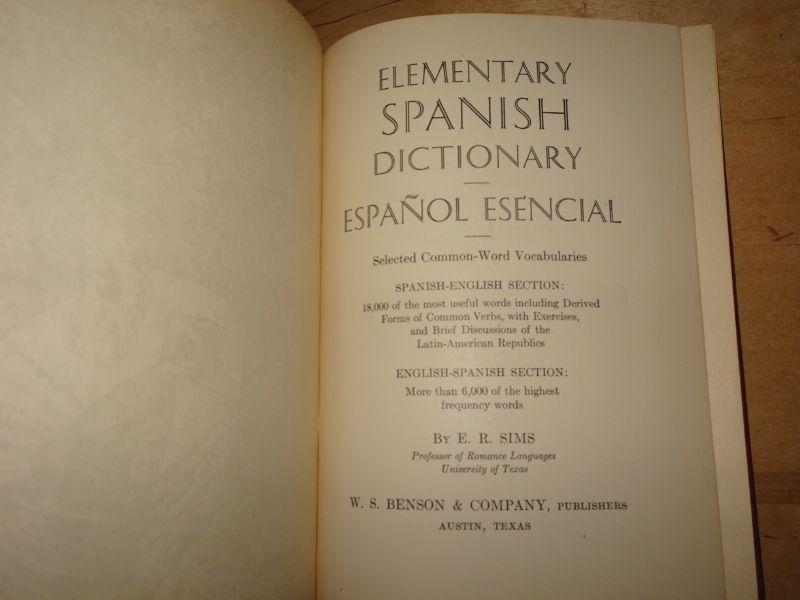 ELEMENTARY
SPANISH
DICTIONARY
ESPAÑOL ESENCIAL
Selected Common-Word Vocabularies
SPANISH-ENGLISH SECTION:
18,000 of the most useful words including Derived
Forms of Common Verbs, with Exercises,
and Brief Discussions of the
Latin-American Republics
ENGLISH-SPANISH SECTION:
More than 6,000 of the highest
frequency words
By E. R. SIMS
Professor of Romance Languages
University of Texas
W. S. BENSON & COMPANY, PUBLISHERS
AUSTIN, TEXAS